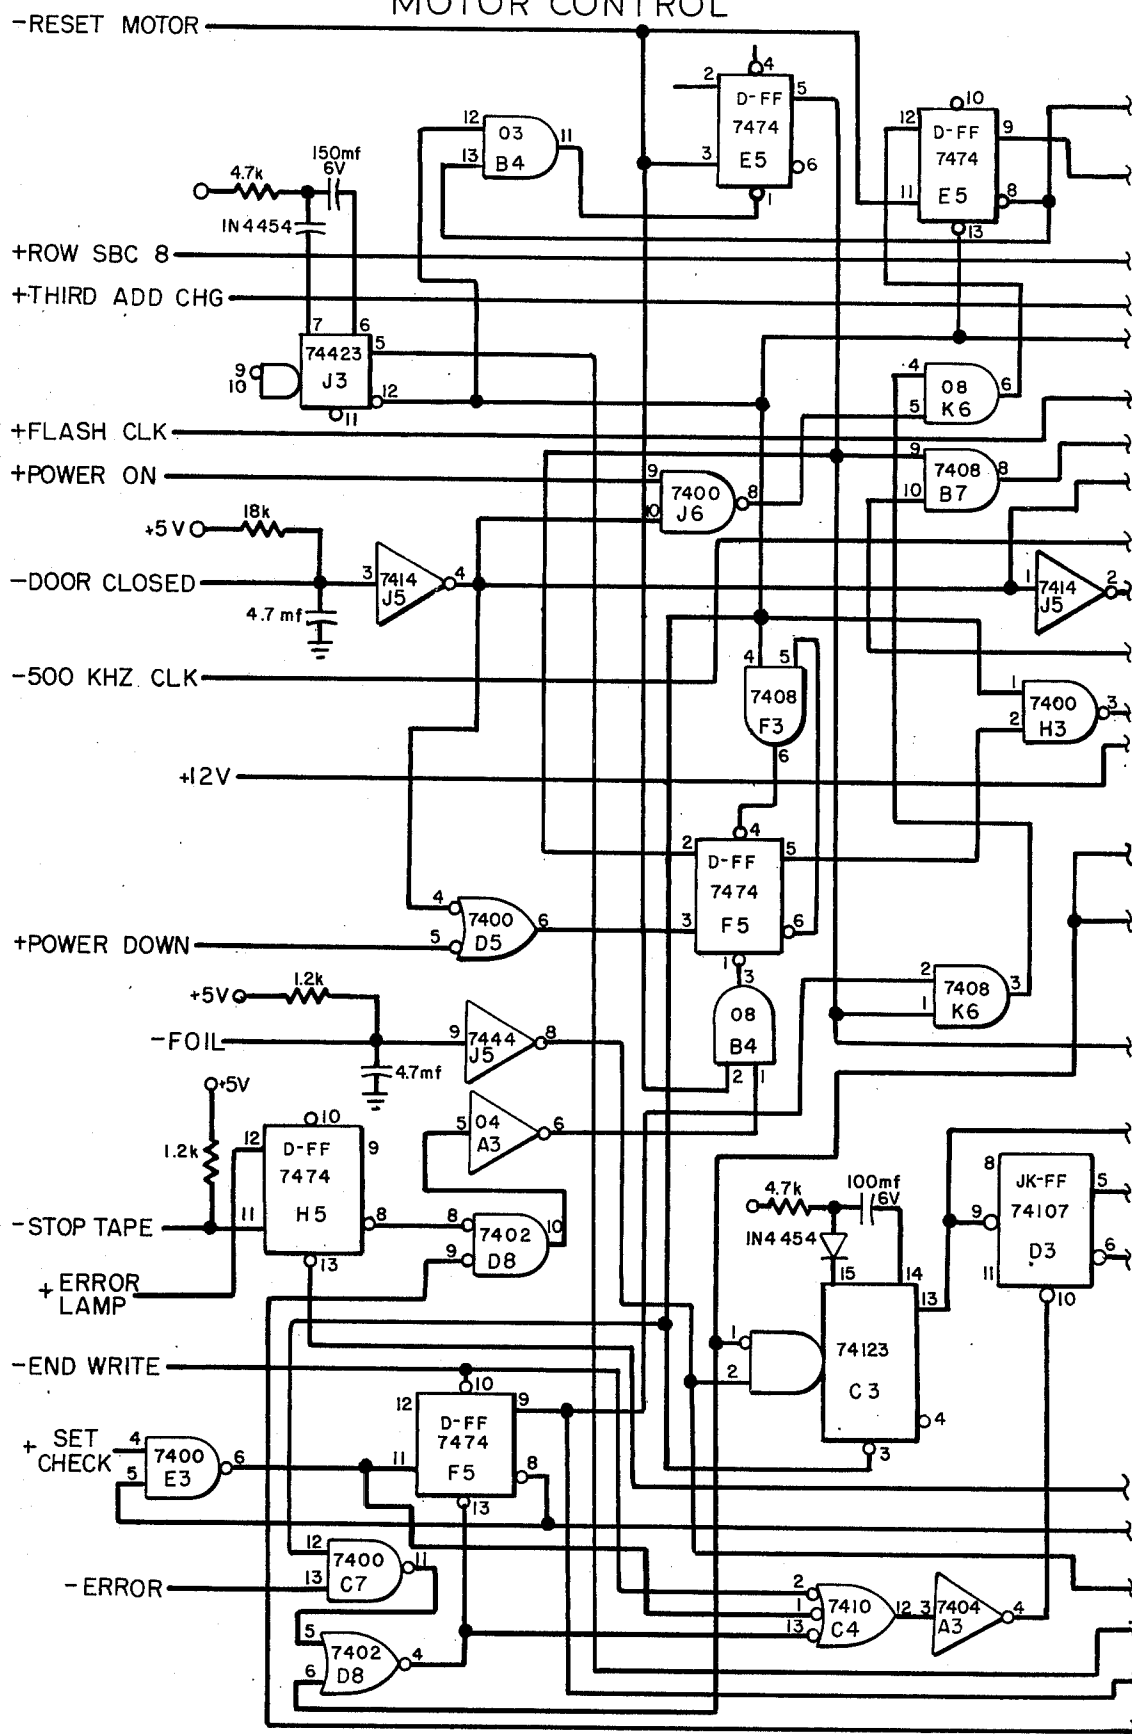 MOTOR CONTROL
-RESET MOTOR
4
2
D-FF
5
7474
3
E5
6
1
10
12
D-FF
9
7474
11
E5
8
13
12
03
11
13
B4
150mf
6V
4.7k
1N4454
+ROW SBC 8
+THIRD ADD CHG
7
6
74423
5
J3
9
10
12
11
4
08
6
5
K6
+FLASH CLK
+POWER ON
9
7400
8
10
J6
9
7408
8
10
B7
18k
+5V
-DOOR CLOSED
3
7414
4
J5
4.7mf
1
7414
2
J5
-500 KHZ CLK
4
5
7408
F3
6
1
7400
3
2
H3
+12V
4
2
D-FF
5
7474
3
F5
6
1
4
7400
6
5
D5
+POWER DOWN
3
08
B4
2
1
2
7408
3
1
K6
1.2k
+5V
-FOIL
9
7444
8
J5
4.7mf
+5V
1.2k
10
12
D-FF
9
7474
11
H5
8
13
5
04
6
A3
8
7402
10
9
D8
-STOP TAPE
+ ERROR
LAMP
4.7k
100mf
6V
1N4454
15
14
13
1
74123
2
C3
4
3
8
JK-FF
5
9
74107
D3
6
11
10
-END WRITE
10
12
9
D-FF
7474
11
F5
8
13
+ SET
CHECK
4
7400
6
5
E3
12
7400
11
13
C7
-ERROR
5
7402
4
6
D8
2
1
7410
12
13
C4
3
7404
4
A3